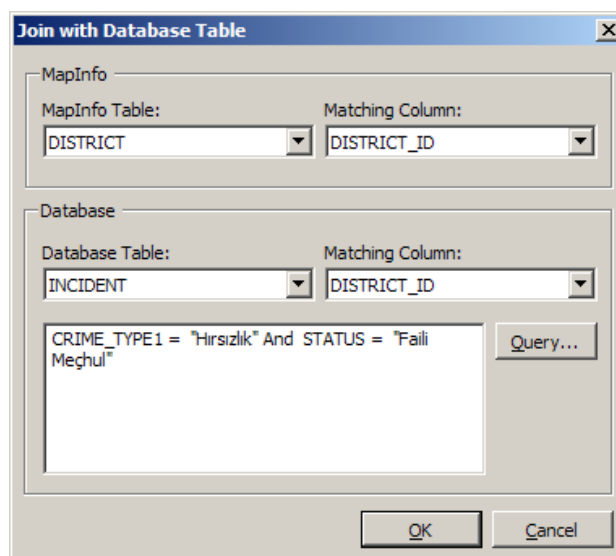 Join with Database Table
MapInfo
MapInfo Table: Matching Column:
DISTRICT DISTRICT_ID
Database
Database Table: Matching Column:
INCIDENT DISTRICT_ID
CRIME_TYPE1 = "Hırsızlık" And STATUS = "Faili
Meçhul"
Query...
OK Cancel